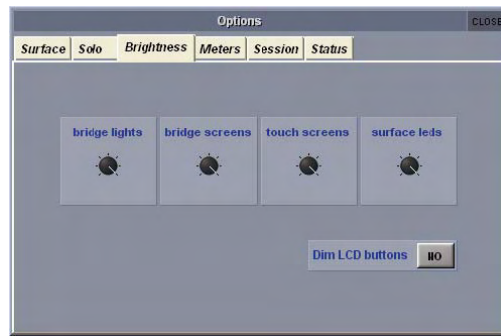 Options
CLOSE
Surface Solo Brightness Meters Session Status
bridge lights bridge screens touch screens surface leds
Dim LCD buttons NO